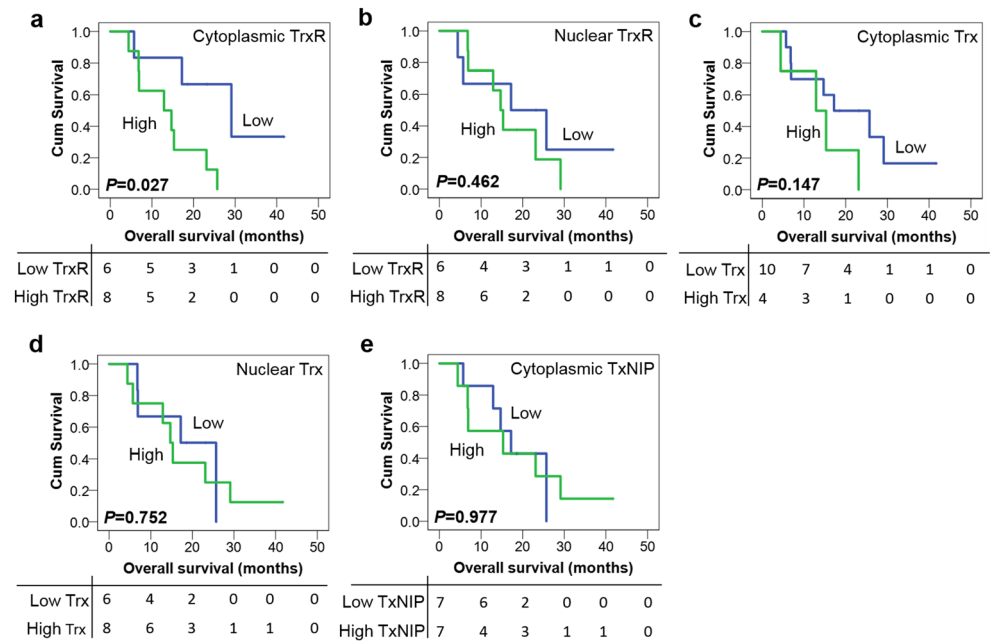 a
Cytoplasmic TrxR
Cum Survival
1.0
0.8
0.6
0.4
0.2
0.0
High
Low
P=0.027
0 10 20 30 40 50
Overall survival (months)
Low TrxR 6 5 3 1 0 0
High TrxR 8 5 2 0 0 0
b
Nuclear TrxR
Cum Survival
1.0
0.8
0.6
0.4
0.2
0.0
High
Low
P=0.462
0 10 20 30 40 50
Overall survival (months)
Low TrxR 6 4 3 1 1 0
High TrxR 8 6 2 0 0 0
c
Cytoplasmic Trx
Cum Survival
1.0
0.8
0.6
0.4
0.2
0.0
High
Low
P=0.147
0 10 20 30 40 50
Overall survival (months)
Low Trx 10 7 4 1 1 0
High Trx 4 3 1 0 0 0
d
Nuclear Trx
Cum Survival
1.0
0.8
0.6
0.4
0.2
0.0
Low
High
P=0.752
0 10 20 30 40 50
Overall survival (months)
Low Trx 6 4 2 0 0 0
High Trx 8 6 3 1 1 0
e
Cytoplasmic TxNIP
Cum Survival
1.0
0.8
0.6
0.4
0.2
0.0
Low
High
P=0.977
0 10 20 30 40 50
Overall survival (months)
Low TxNIP 7 6 2 0 0 0
High TxNIP 7 4 3 1 1 0